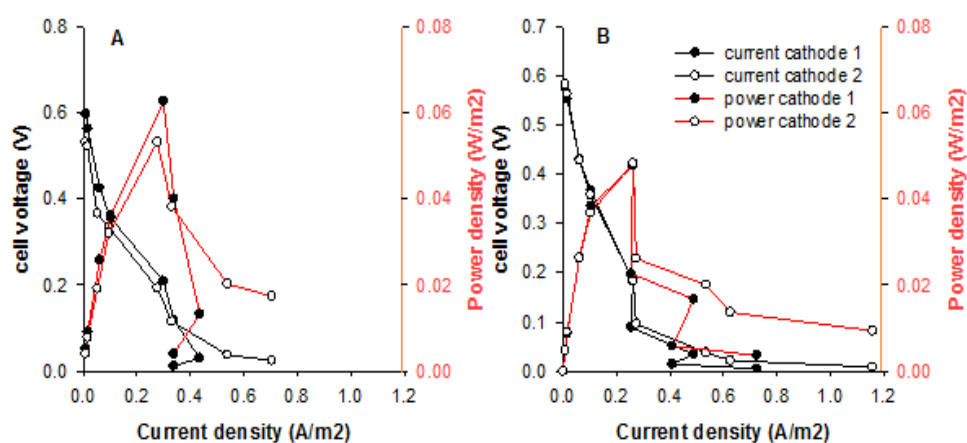 A
cell voltage (V)
0.8
0.6
0.4
0.2
0.0
0.08
0.06
0.04
0.02
0.00
Power density (W/m2)
0.0 0.2 0.4 0.6 0.8 1.0 1.2
Current density (A/m2)
B
current cathode 1
current cathode 2
power cathode 1
power cathode 2
cell voltage (V)
0.7
0.6
0.5
0.4
0.3
0.2
0.1
0.0
0.08
0.06
0.04
0.02
0.00
Power density (W/m2)
0.0 0.2 0.4 0.6 0.8 1.0 1.2
Current density (A/m2)